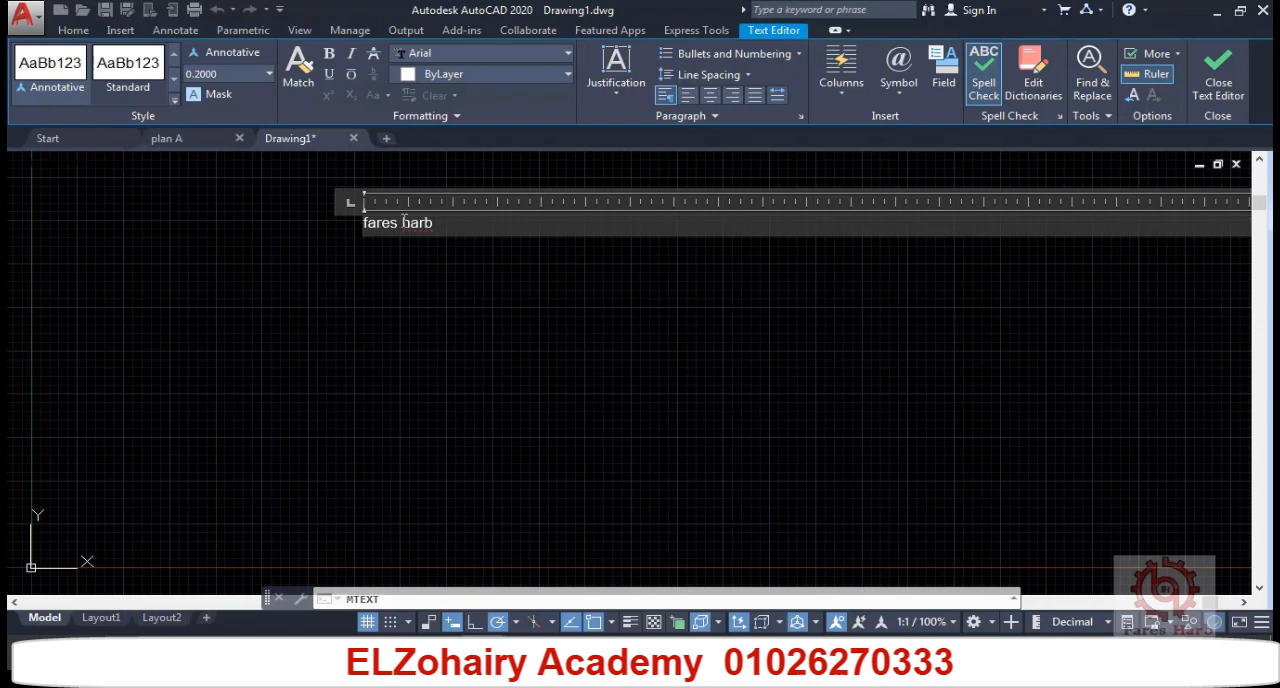 Autodesk AutoCAD 2020 Drawing1.dwg
Type a keyword or phrase
Sign In
Home Insert Annotate Parametric View Manage Output Add-ins Collaborate Featured Apps Express Tools Text Editor
AaBb123 AaBb123
Annotative Standard
Annotative
0.2000
Mask
Style
Match
Arial
ByLayer
Clear
Formatting
Justification
Bullets and Numbering
Line Spacing
Paragraph
Columns
Symbol
Field
Insert
ABC
Spell Check
Edit Dictionaries
Spell Check
Find & Replace
Tools
More
Ruler
Options
Close Text Editor
Close
Start plan A Drawing1*
fares harb
Y
X
MTEXT
Model Layout1 Layout2
1:1 / 100% Decimal
Fares Harb
ELZohairy Academy 01026270333